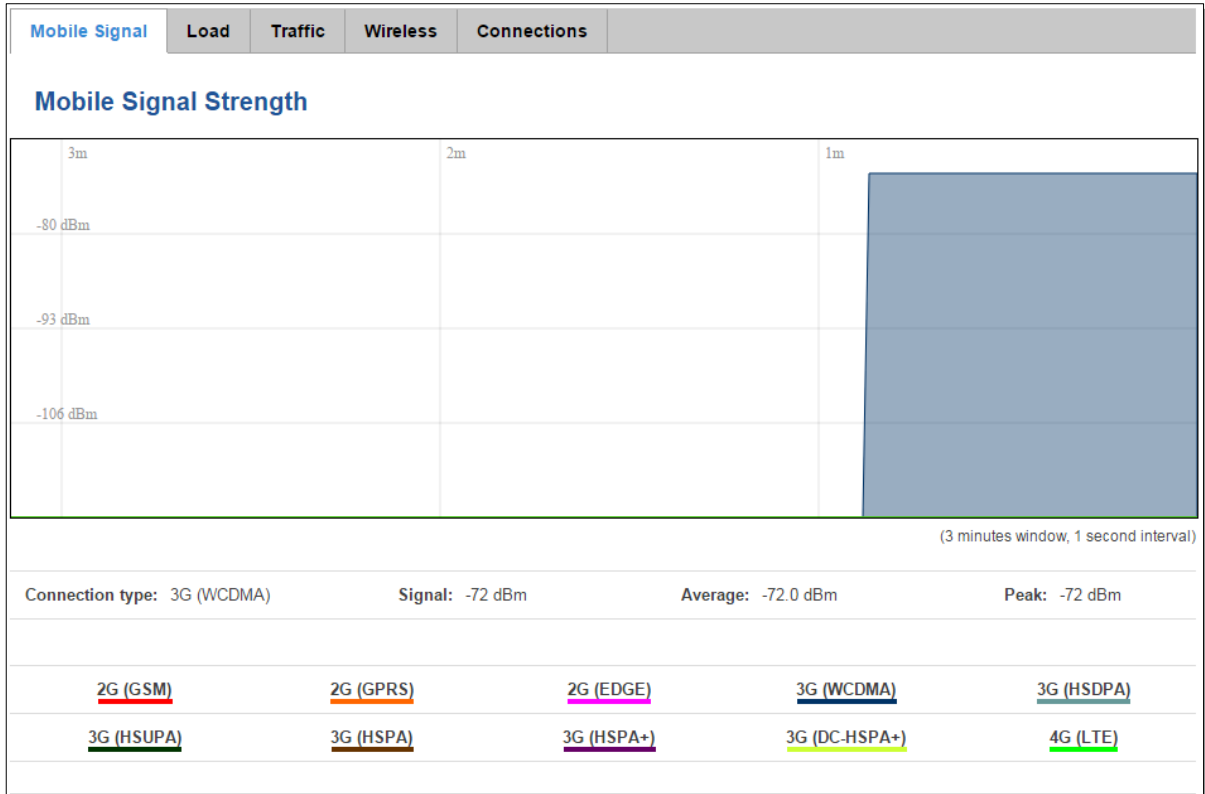 Mobile Signal Load Traffic Wireless Connections
Mobile Signal Strength
3m 2m 1m
-80 dBm
-93 dBm
-106 dBm
(3 minutes window, 1 second interval)
Connection type: 3G (WCDMA) Signal: -72 dBm Average: -72.0 dBm Peak: -72 dBm
2G (GSM) 2G (GPRS) 2G (EDGE) 3G (WCDMA) 3G (HSDPA)
3G (HSUPA) 3G (HSPA) 3G (HSPA+) 3G (DC-HSPA+) 4G (LTE)